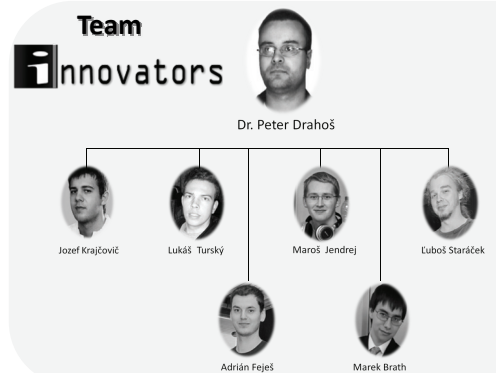 Team
innovators
Dr. Peter Drahoš
Jozef Krajčovič
Lukáš Turský
Maroš Jendrej
Ľuboš Staráček
Adrián Feješ
Marek Brath